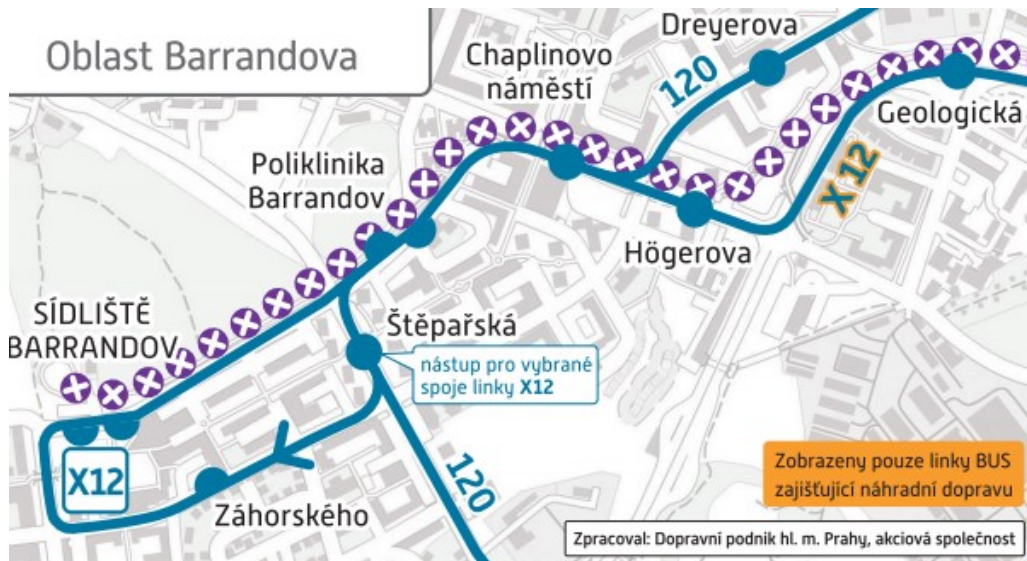 Oblast Barrandova
Dreyerova
Chaplinovo
náměstí
120
Geologická
Poliklinika
Barrandov
X 12
Högerova
SÍDLIŠTĚ
BARRANDOV
Štěpařská
nástup pro vybrané
spoje linky X12
X12
120
Záhorského
Zobrazeny pouze linky BUS
zajišťující náhradní dopravu
Zpracoval: Dopravní podnik hl. m. Prahy, akciová společnost